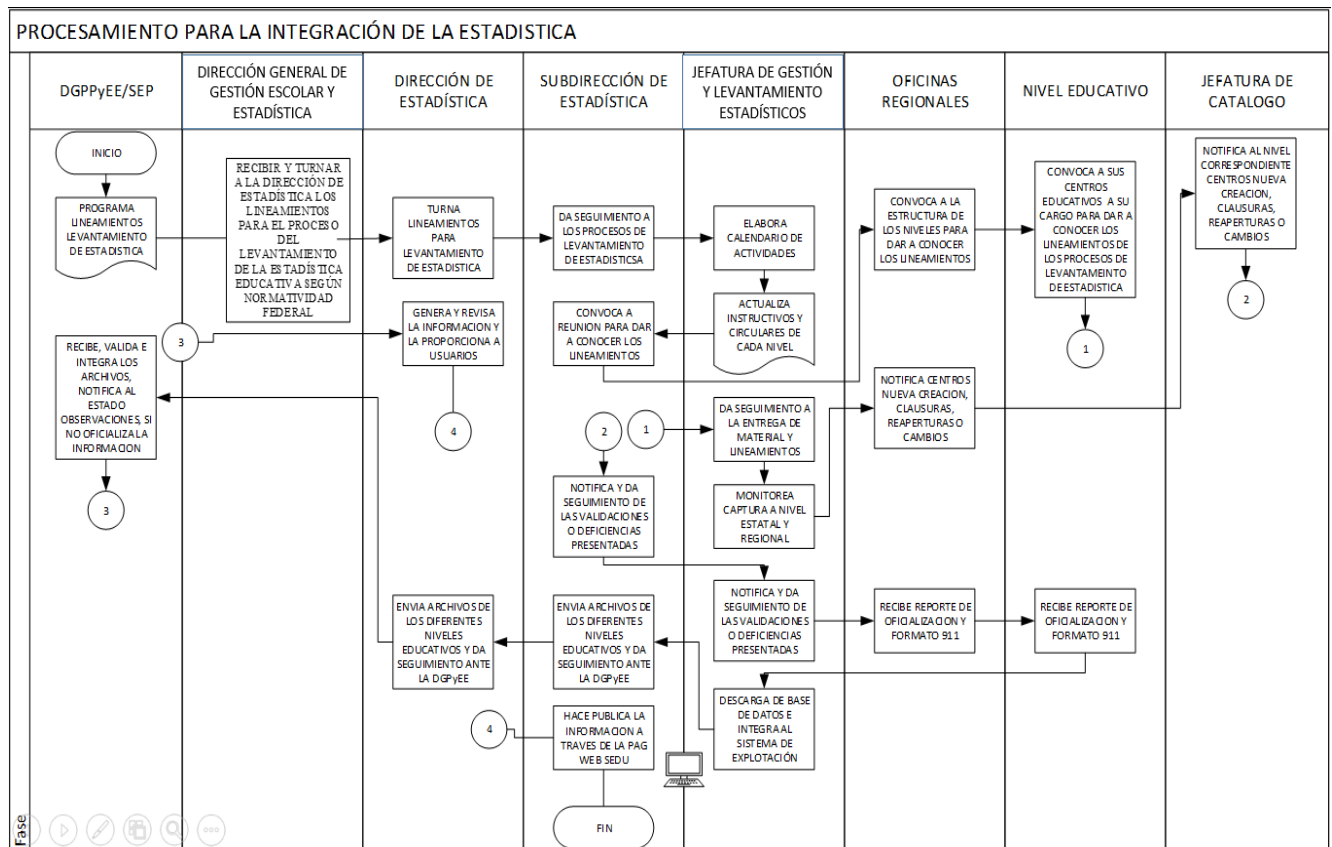 PROCESAMIENTO PARA LA INTEGRACIÓN DE LA ESTADISTICA
DGPPyEE/SEP
DIRECCIÓN GENERAL DE
GESTIÓN ESCOLAR Y
ESTADÍSTICA
DIRECCIÓN DE
ESTADÍSTICA
SUBDIRECCIÓN DE
ESTADÍSTICA
JEFATURA DE GESTIÓN
Y LEVANTAMIENTO
ESTADÍSTICOS
OFICINAS
REGIONALES
NIVEL EDUCATIVO
JEFATURA DE
CATALOGO
INICIO
PROGRAMA
LINEAMIENTOS
LEVANTAMIENTO
DE ESTADISTICA
RECIBIR Y TURNAR
A LA DIRECCIÓN DE
ESTADÍSTICA LOS
LINEAMIENTOS
PARA EL PROCESO
DEL
LEVANTAMIENTO
DE LA ESTADÍSTICA
EDUCATIVA SEGÚN
NORMATIVIDAD
FEDERAL
TURNA
LINEAMIENTOS
PARA
LEVANTAMIENTO
DE ESTADISTICA
DA SEGUIMIENTO A
LOS PROCESOS DE
LEVANTAMIENTO
DE ESTADISTICSA
ELABORA
CALENDARIO DE
ACTIVIDADES
CONVOCA A LA
ESTRUCTURA DE
LOS NIVELES PARA
DAR A CONOCER
LOS LINEAMIENTOS
CONVOCA A SUS
CENTROS
EDUCATIVOS A SU
CARGO PARA DAR A
CONOCER LOS
LINEAMIENTOS DE
LOS PROCESOS DE
LEVANTAMEINTO
DE ESTADISTICA
NOTIFICA AL NIVEL
CORRESPONDIENTE
CENTROS NUEVA
CREACION,
CLAUSURAS,
REAPERTURAS O
CAMBIOS
2
1
3
GENERA Y REVISA
LA INFORMACION Y
LA PROPORCIONA A
USUARIOS
4
CONVOCA A
REUNION PARA DAR
A CONOCER LOS
LINEAMIENTOS
ACTUALIZA
INSTRUCTIVOS Y
CIRCULARES DE
CADA NIVEL
RECIBE, VALIDA E
INTEGRA LOS
ARCHIVOS,
NOTIFICA AL
ESTADO
OBSERVACIONES, SI
NO OFICIALIZA LA
INFORMACION
3
2
1
DA SEGUIMIENTO A
LA ENTREGA DE
MATERIAL Y
LINEAMIENTOS
NOTIFICA CENTROS
NUEVA CREACION,
CLAUSURAS,
REAPERTURAS O
CAMBIOS
NOTIFICA Y DA
SEGUIMIENTO DE
LAS VALIDACIONES
O DEFICIENCIAS
PRESENTADAS
MONITOREA
CAPTURA A NIVEL
ESTATAL Y
REGIONAL
NOTIFICA Y DA
SEGUIMIENTO DE
LAS VALIDACIONES
O DEFICIENCIAS
PRESENTADAS
RECIBE REPORTE DE
OFICIALIZACION Y
FORMATO 911
RECIBE REPORTE DE
OFICIALIZACION Y
FORMATO 911
ENVIA ARCHIVOS DE
LOS DIFERENTES
NIVELES
EDUCATIVOS Y DA
SEGUIMIENTO ANTE
LA DGPyEE
ENVIA ARCHIVOS DE
LOS DIFERENTES
NIVELES
EDUCATIVOS Y DA
SEGUIMIENTO ANTE
LA DGPyEE
DESCARGA DE BASE
DE DATOS E
INTEGRA AL
SISTEMA DE
EXPLOTACIÓN
4
HACE PUBLICA LA
INFORMACION A
TRAVES DE LA PAG
WEB SEDU
FIN
Fase